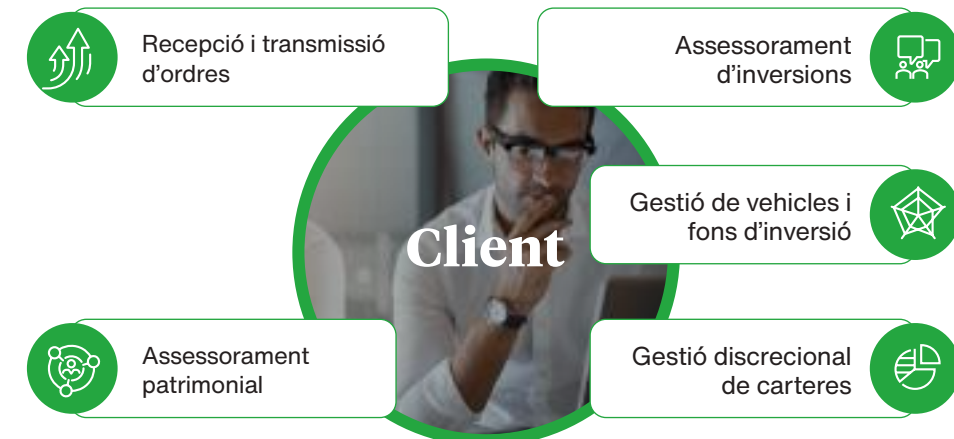 Recepció i transmissió
d’ordres
Assessorament
d’inversions
Gestió de vehicles i
fons d’inversió
Client
Assessorament
patrimonial
Gestió discrecional
de carteres